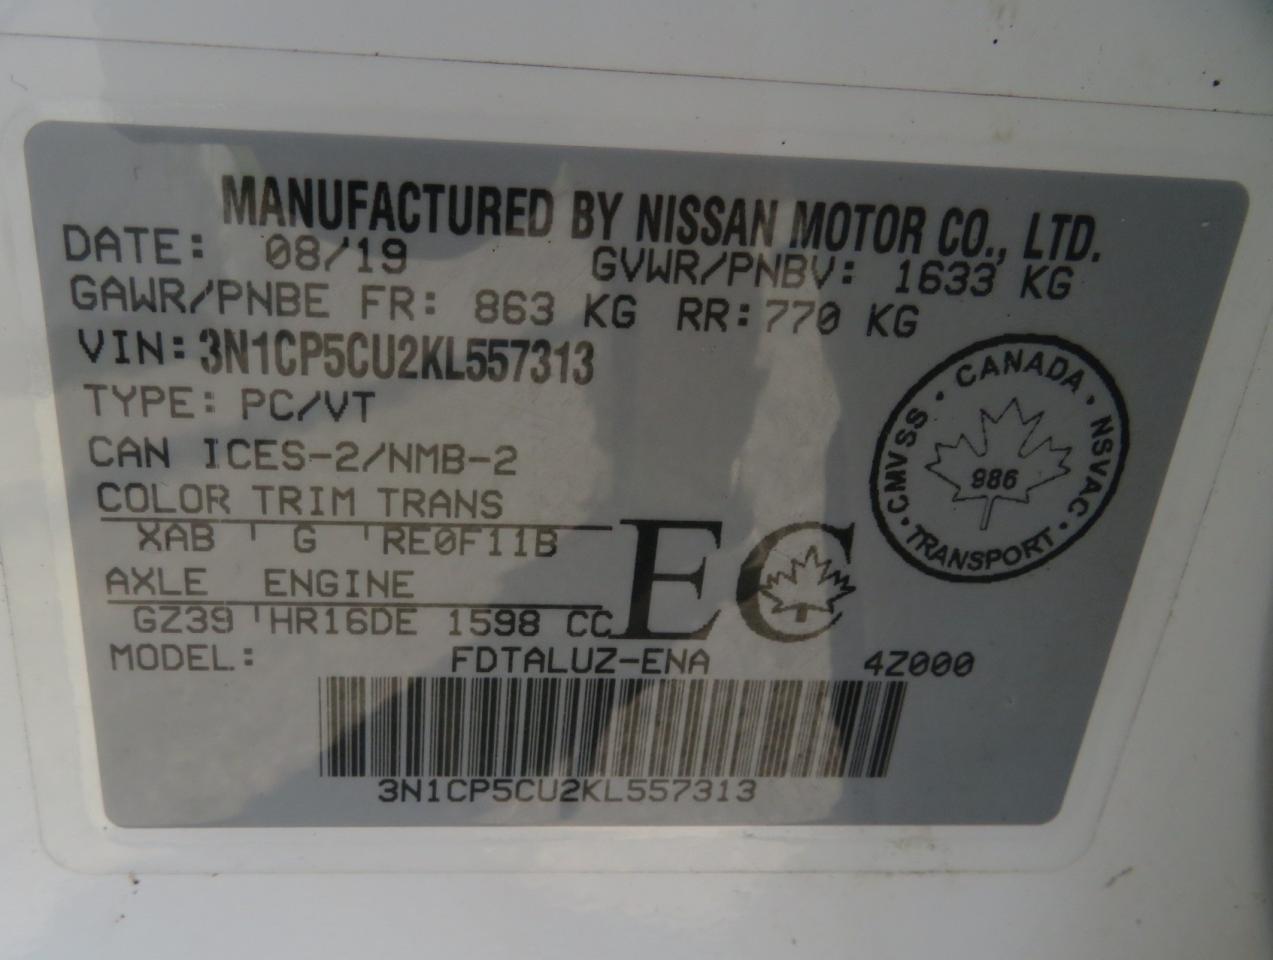 MANUFACTURED BY NISSAN MOTOR CO., LTD.
DATE: 08/19 GVWR/PNBV: 1633 KG
GAWR/PNBE FR: 863 KG RR: 770 KG
VIN: 3N1CP5CU2KL557313
TYPE: PC/VT
CAN ICES-2/NMB-2
COLOR TRIM TRANS
XAB G RE0F11B
AXLE ENGINE
GZ39 HR16DE 1598 CC
EC
CANADA · NSVAC · TRANSPORT · CMVSS ·
986
MODEL: FDTALUZ-ENA 4Z000
3N1CP5CU2KL557313